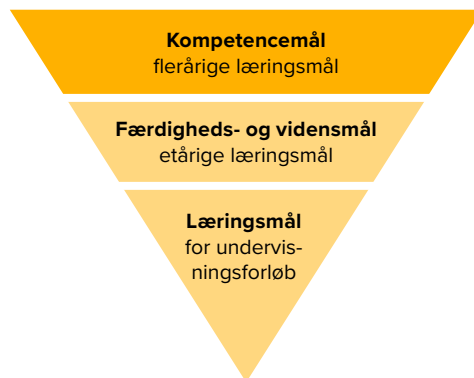 Kompetencemål
flerårige læringsmål
Færdigheds- og vidensmål
etårige læringsmål
Læringsmål
for undervis-
ningsforløb